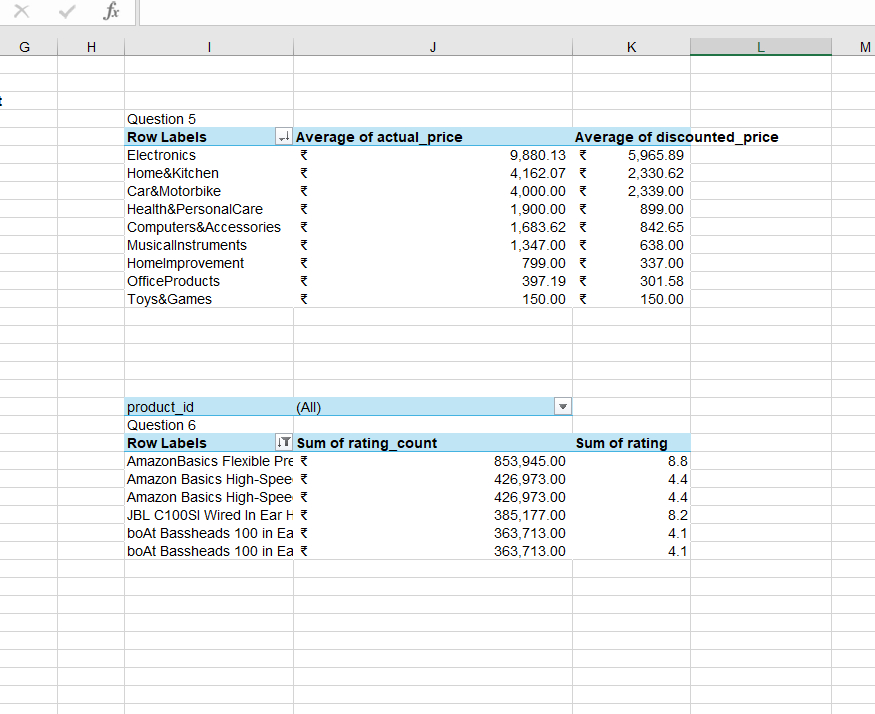 fx
G H I J K L M
t
Question 5
Row Labels Average of actual_price Average of discounted_price
Electronics ₹ 9,880.13 ₹ 5,965.89
Home&Kitchen ₹ 4,162.07 ₹ 2,330.62
Car&Motorbike ₹ 4,000.00 ₹ 2,339.00
Health&PersonalCare ₹ 1,900.00 ₹ 899.00
Computers&Accessories ₹ 1,683.62 ₹ 842.65
MusicalInstruments ₹ 1,347.00 ₹ 638.00
HomeImprovement ₹ 799.00 ₹ 337.00
OfficeProducts ₹ 397.19 ₹ 301.58
Toys&Games ₹ 150.00 ₹ 150.00
product_id (All)
Question 6
Row Labels Sum of rating_count Sum of rating
AmazonBasics Flexible Pre ₹ 853,945.00 8.8
Amazon Basics High-Spee ₹ 426,973.00 4.4
Amazon Basics High-Spee ₹ 426,973.00 4.4
JBL C100SI Wired In Ear H ₹ 385,177.00 8.2
boAt Bassheads 100 in Ea ₹ 363,713.00 4.1
boAt Bassheads 100 in Ea ₹ 363,713.00 4.1